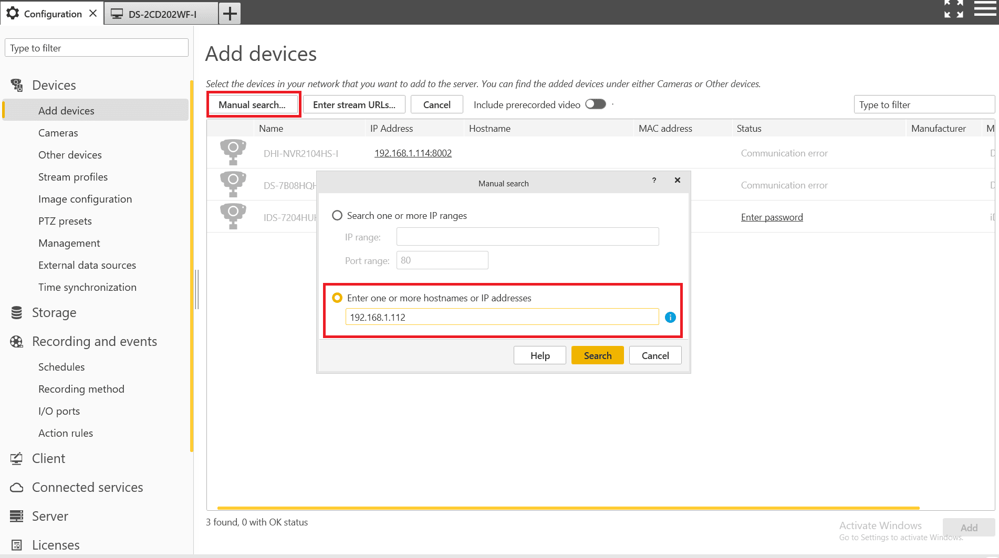 Configuration
DS-2CD202WF-I
Type to filter
Devices
Add devices
Cameras
Other devices
Stream profiles
Image configuration
PTZ presets
Management
External data sources
Time synchronization
Storage
Recording and events
Schedules
Recording method
I/O ports
Action rules
Client
Connected services
Server
Licenses
Add devices
Select the devices in your network that you want to add to the server. You can find the added devices under either Cameras or Other devices.
Manual search... Enter stream URLs... Cancel Include prerecorded video Type to filter
Name IP Address Hostname MAC address Status Manufacturer M
DHI-NVR2104HS-I 192.168.1.114:8002 Communication error D
DS-7B08HQH Communication error D
IDS-7204HUH Enter password iD
Manual search ?
Search one or more IP ranges
IP range:
Port range: 80
Enter one or more hostnames or IP addresses
192.168.1.112
Help Search Cancel
3 found, 0 with OK status
Activate Windows
Go to Settings to activate Windows.
Add